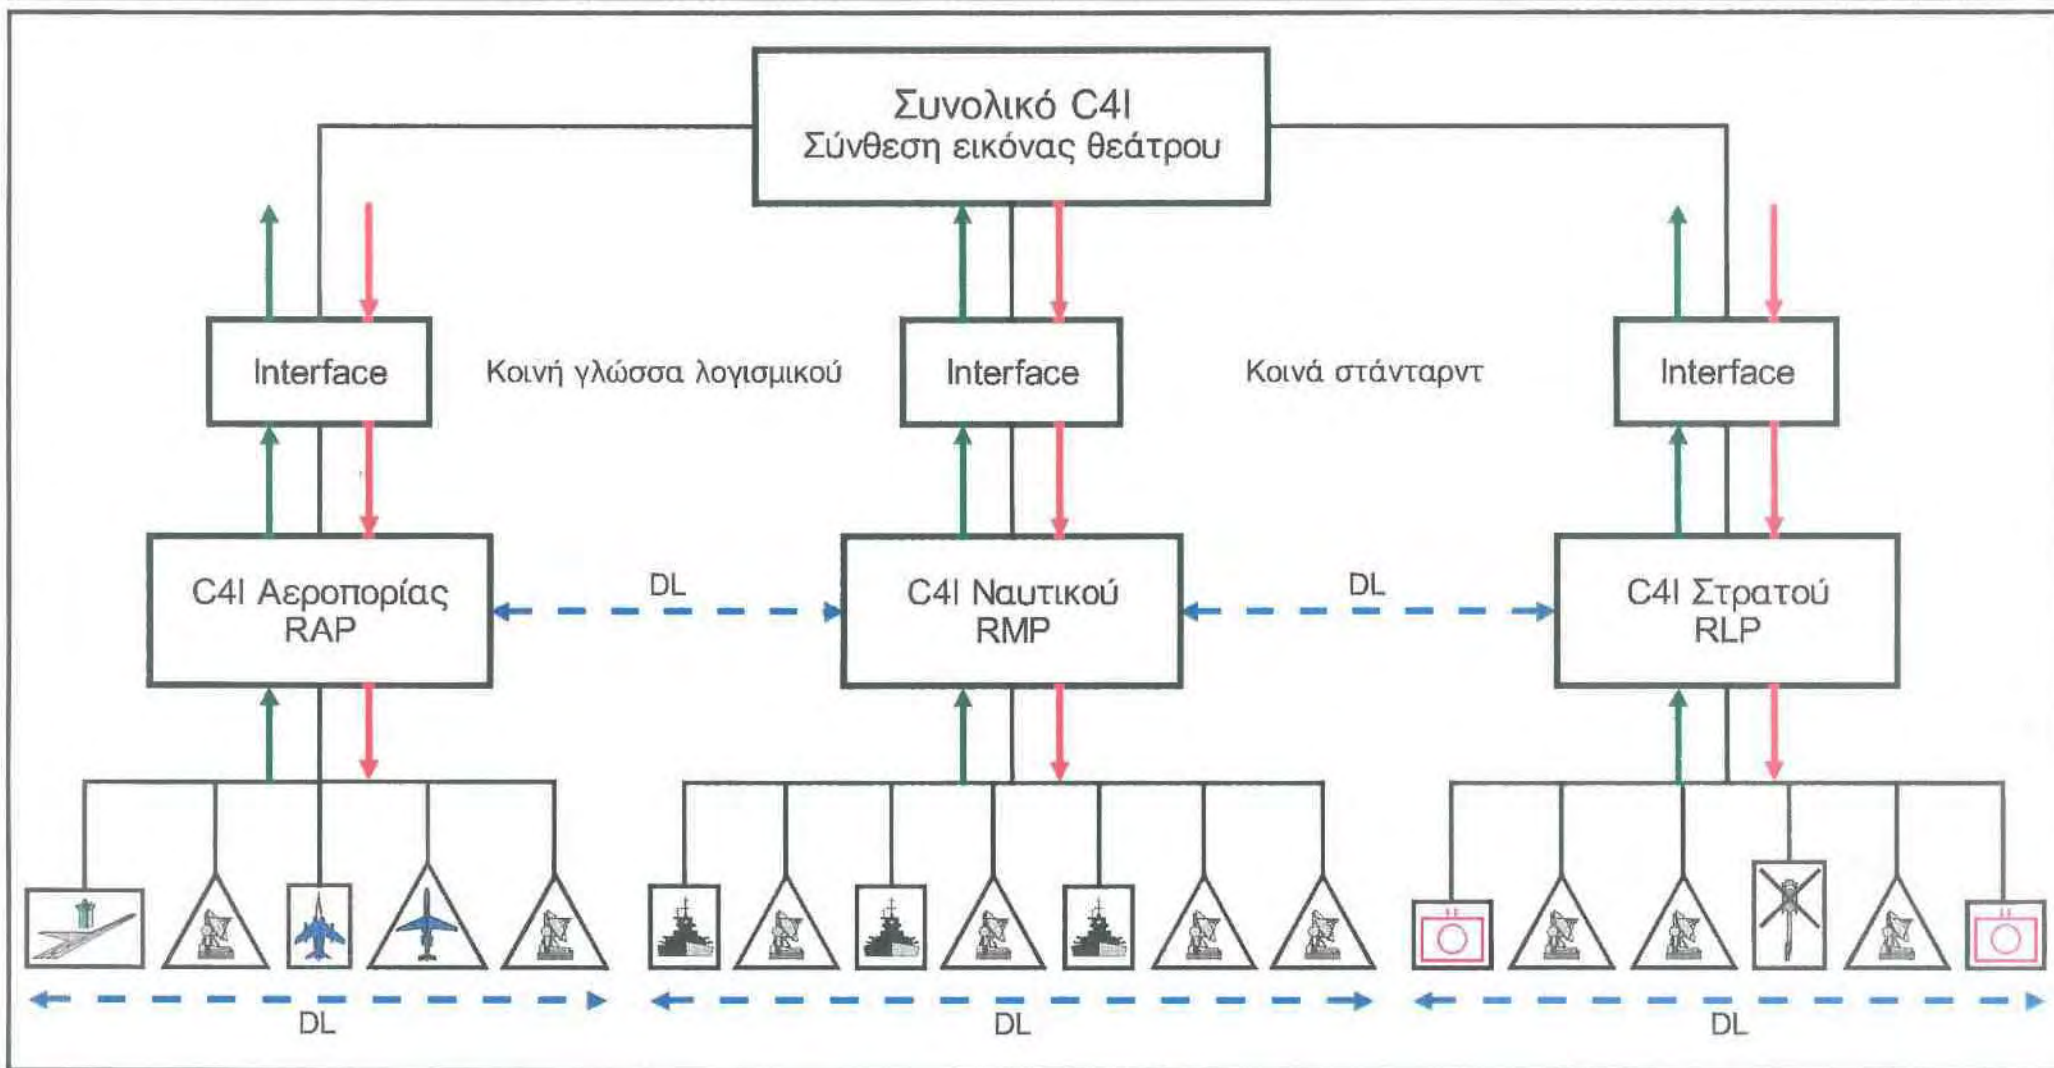 Συνολικό C4I
Σύνθεση εικόνας θεάτρου
Interface
Κοινή γλώσσα λογισμικού
Interface
Κοινά στάνταρντ
Interface
C4I Αεροπορίας
RAP
DL
C4I Ναυτικού
RMP
DL
C4I Στρατού
RLP
DL
DL
DL